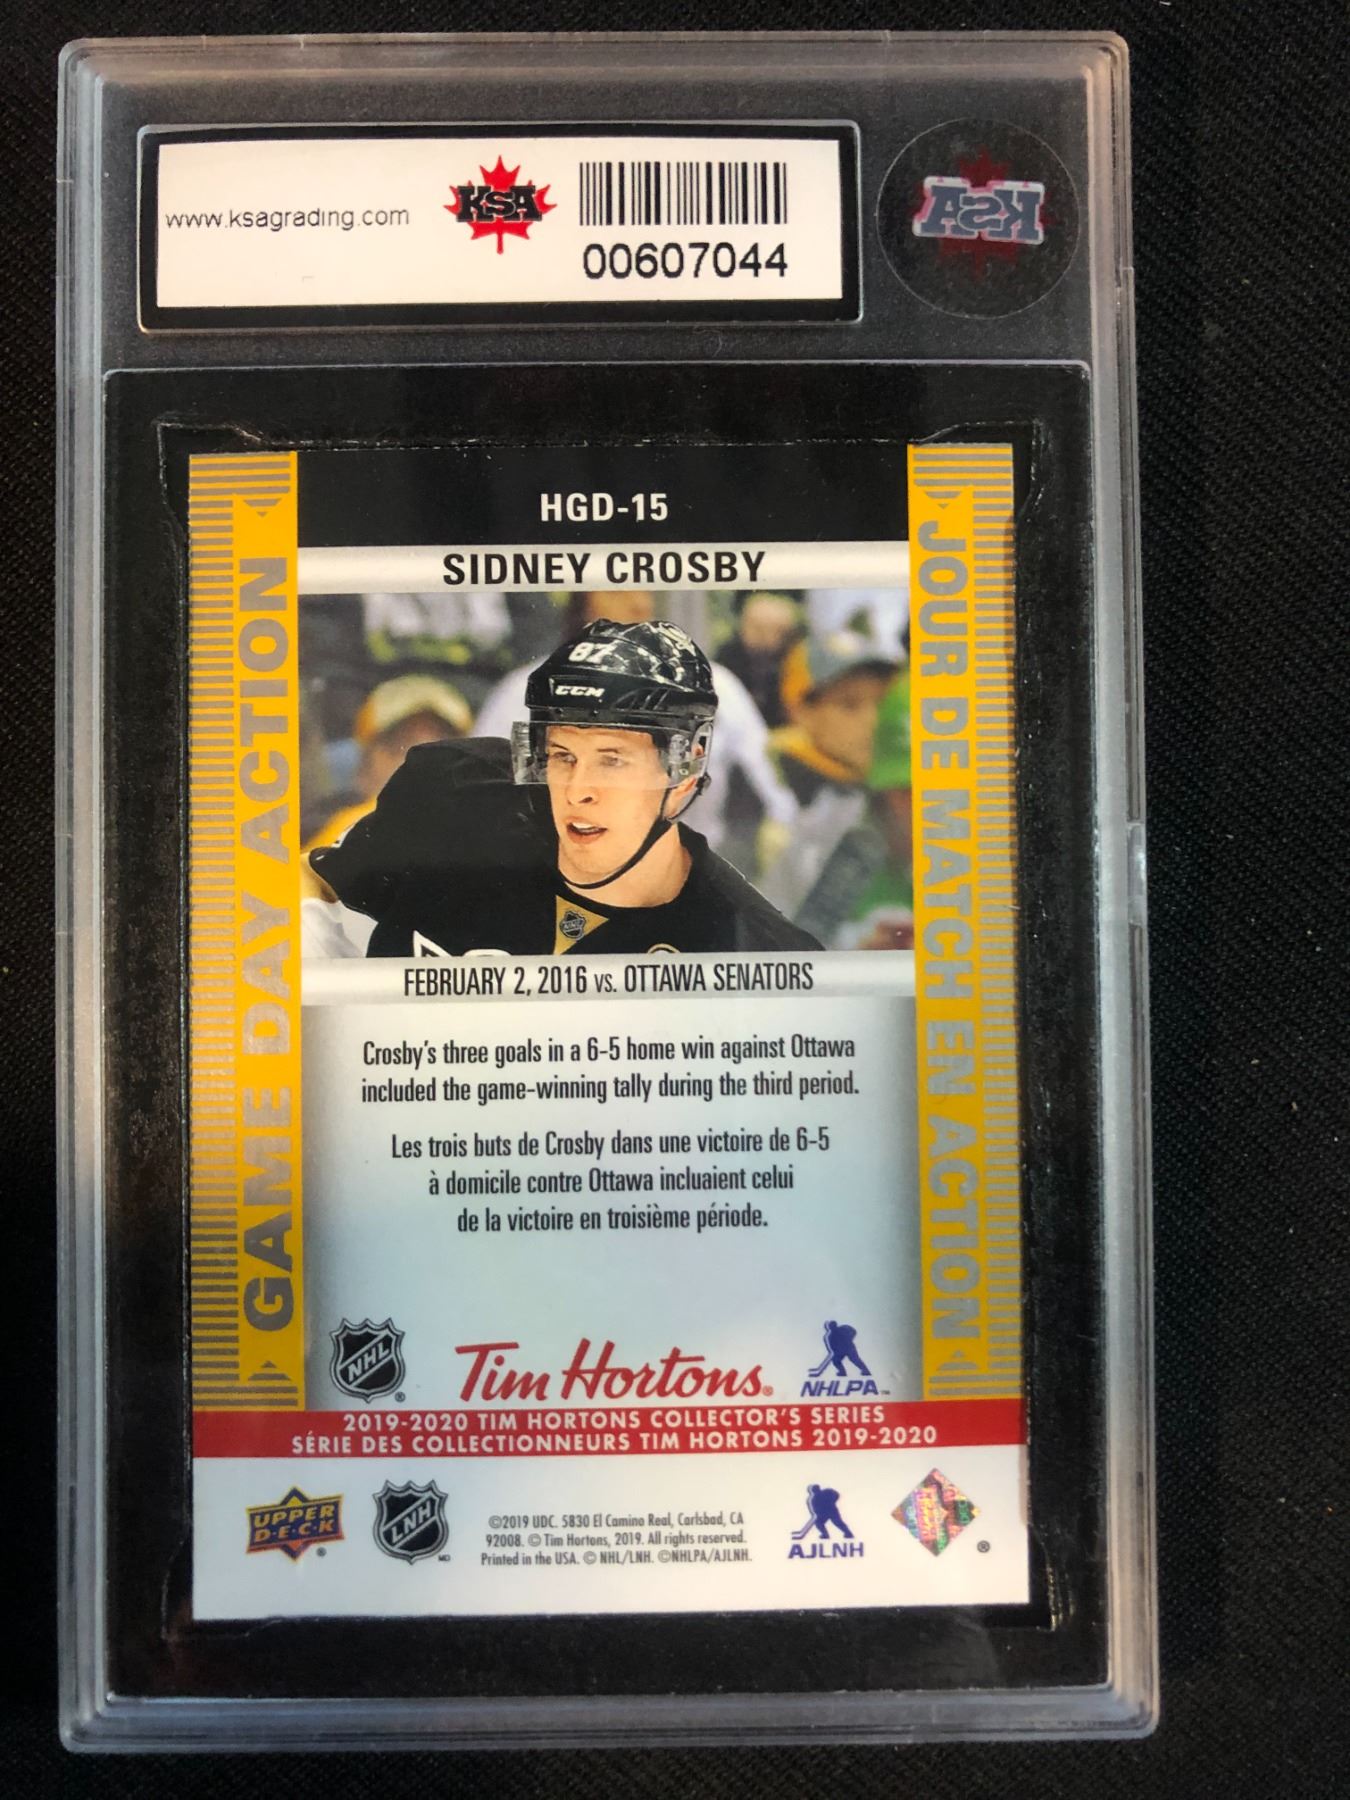 www.ksagrading.com
KSA
00607044
KSA
HGD-15
SIDNEY CROSBY
GAME DAY ACTION
JOUR DE MATCH EN ACTION
87
CCM
FEBRUARY 2, 2016 vs. OTTAWA SENATORS
Crosby's three goals in a 6-5 home win against Ottawa
included the game-winning tally during the third period.
Les trois buts de Crosby dans une victoire de 6-5
à domicile contre Ottawa incluaient celui
de la victoire en troisième période.
NHL
Tim Hortons
NHLPA
2019-2020 TIM HORTONS COLLECTOR'S SERIES
SÉRIE DES COLLECTIONNEURS TIM HORTONS 2019-2020
UPPER
D·E·C·K
LNH
©2019 UDC. 5830 El Camino Real, Carlsbad, CA
92008. © Tim Hortons, 2019. All rights reserved.
Printed in the USA. © NHL/LNH. ©NHLPA/AJLNH.
AJLNH